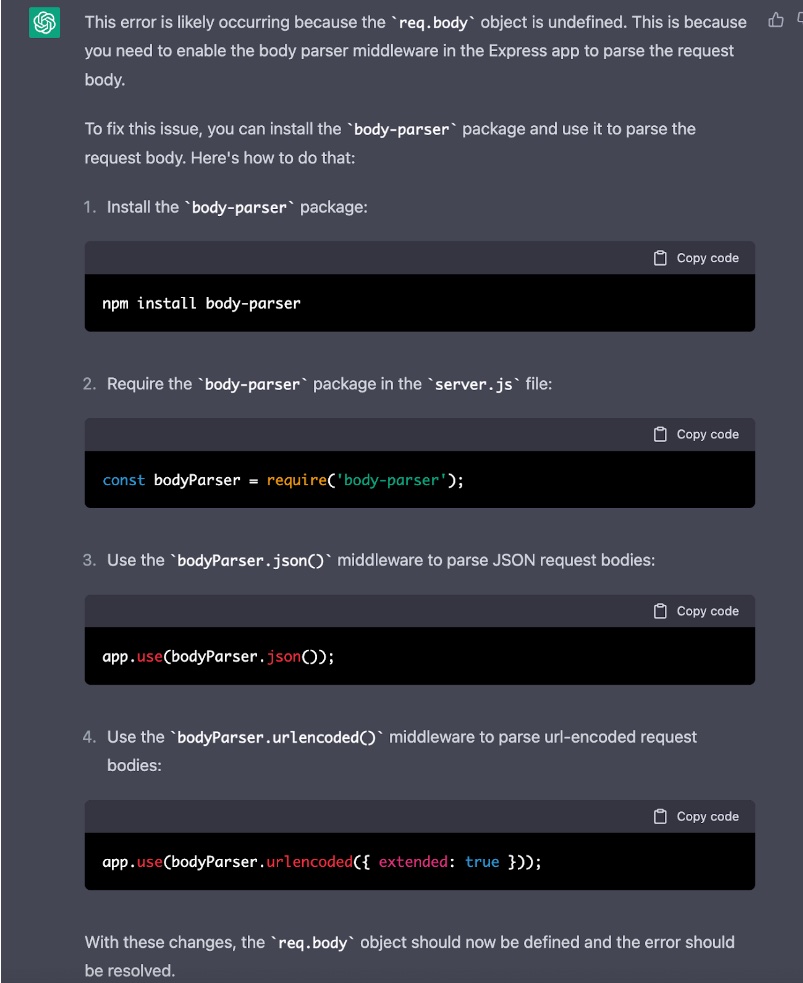 This error is likely occurring because the `req.body` object is undefined. This is because
you need to enable the body parser middleware in the Express app to parse the request
body.
To fix this issue, you can install the `body-parser` package and use it to parse the
request body. Here's how to do that:
1. Install the `body-parser` package:
Copy code
npm install body-parser
2. Require the `body-parser` package in the `server.js` file:
Copy code
const bodyParser = require('body-parser');
3. Use the `bodyParser.json()` middleware to parse JSON request bodies:
Copy code
app.use(bodyParser.json());
4. Use the `bodyParser.urlencoded()` middleware to parse url-encoded request
bodies:
Copy code
app.use(bodyParser.urlencoded({ extended: true }));
With these changes, the `req.body` object should now be defined and the error should
be resolved.